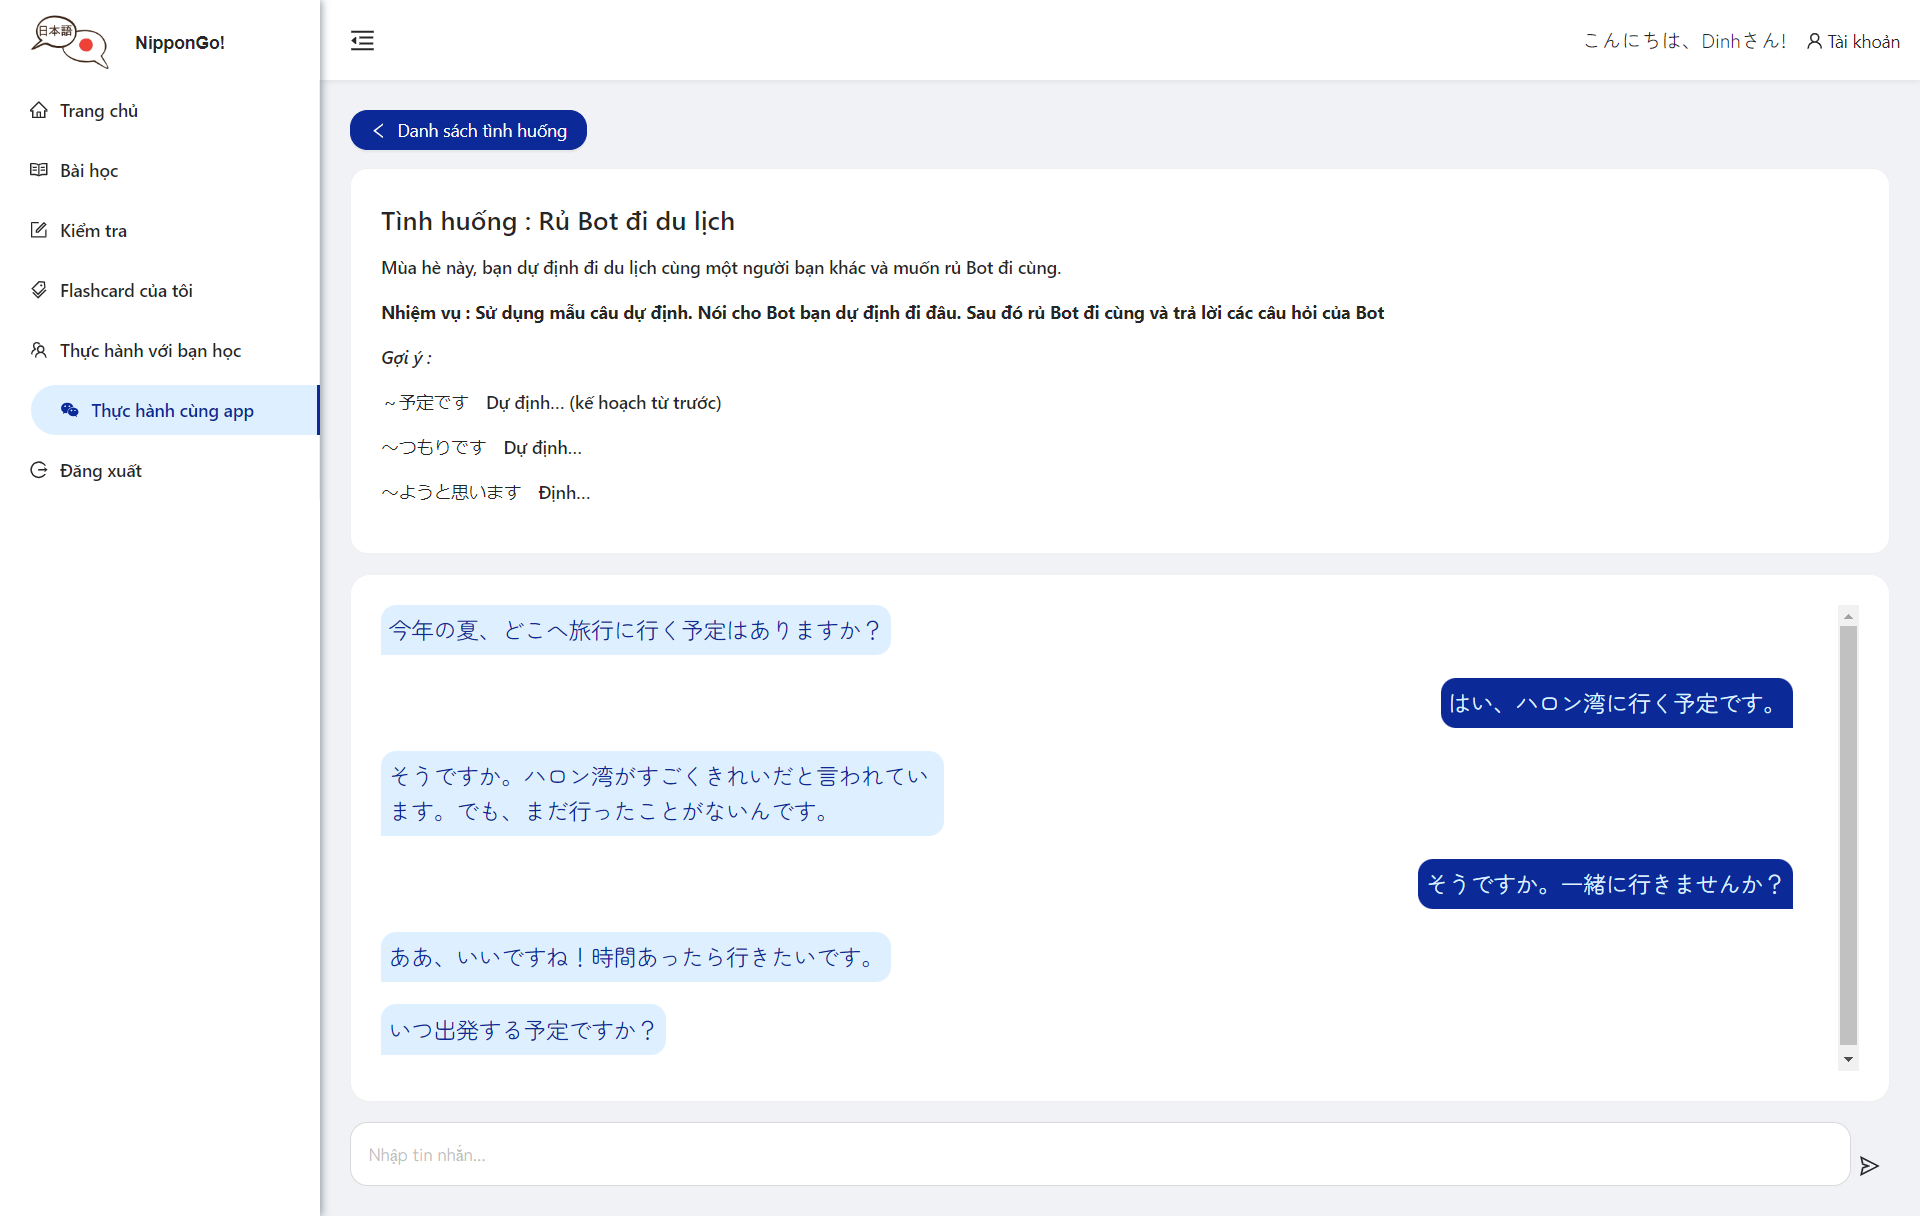 日本語
NipponGo!
こんにちは、Dinhさん!
Tài khoản
Trang chủ
Bài học
Kiểm tra
Flashcard của tôi
Thực hành với bạn học
Thực hành cùng app
Đăng xuất
Danh sách tình huống
Tình huống : Rủ Bot đi du lịch
Mùa hè này, bạn dự định đi du lịch cùng một người bạn khác và muốn rủ Bot đi cùng.
Nhiệm vụ : Sử dụng mẫu câu dự định. Nói cho Bot bạn dự định đi đâu. Sau đó rủ Bot đi cùng và trả lời các câu hỏi của Bot
Gợi ý :
~予定です　Dự định... (kế hoạch từ trước)
～つもりです　Dự định...
～ようと思います　Định...
今年の夏、どこへ旅行に行く予定はありますか？
はい、ハロン湾に行く予定です。
そうですか。ハロン湾がすごくきれいだと言われてい
ます。でも、まだ行ったことがないんです。
そうですか。一緒に行きませんか？
ああ、いいですね！時間あったら行きたいです。
いつ出発する予定ですか？
Nhập tin nhắn...